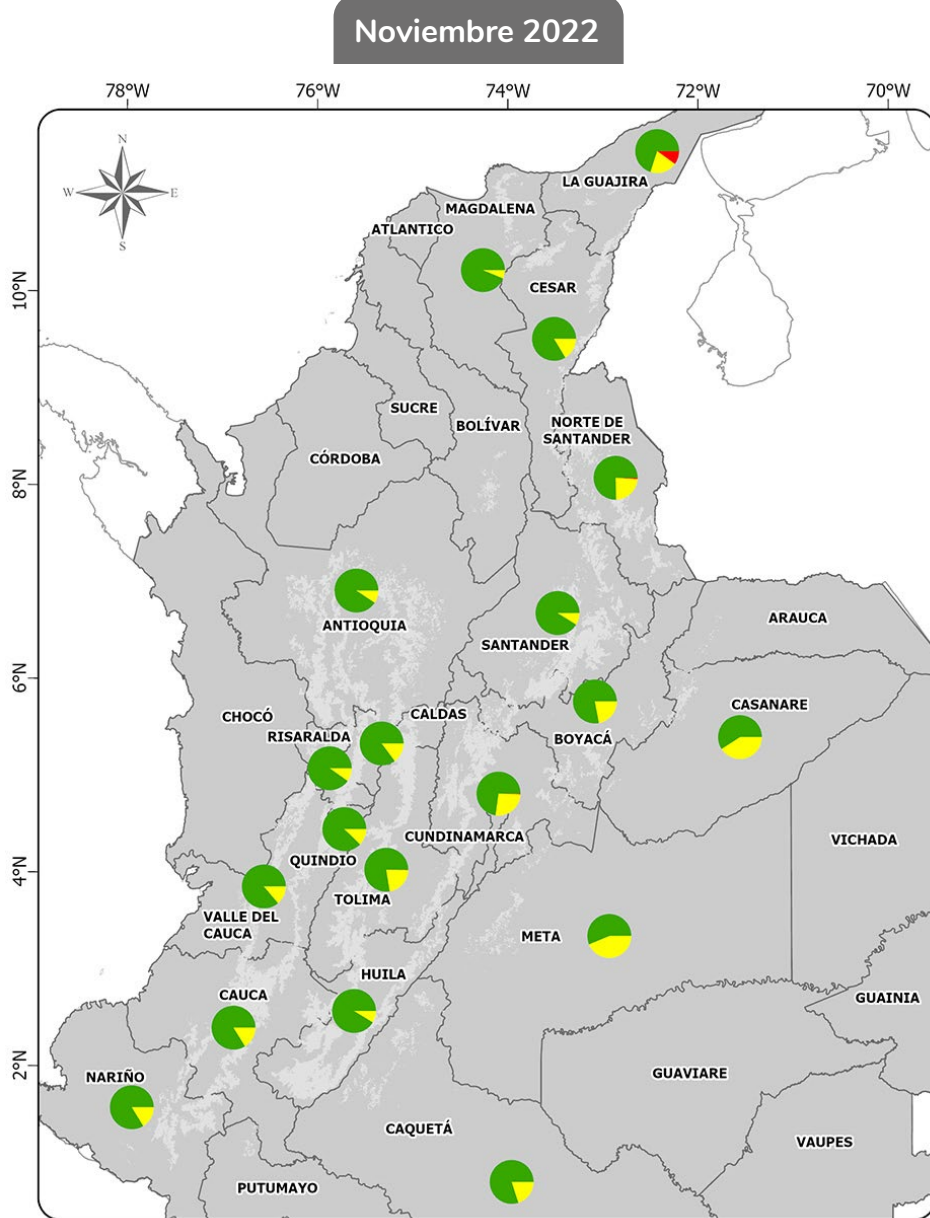 Noviembre 2022
78°W
76°W
74°W
72°W
70°W
N
W
E
S
LA GUAJIRA
MAGDALENA
ATLANTICO
CESAR
10°N
SUCRE
BOLÍVAR
NORTE DE
SANTANDER
CÓRDOBA
8°N
ANTIOQUIA
SANTANDER
ARAUCA
6°N
CHOCÓ
CALDAS
CASANARE
RISARALDA
BOYACÁ
CUNDINAMARCA
VICHADA
QUINDIO
4°N
TOLIMA
VALLE DEL
CAUCA
META
HUILA
CAUCA
GUAINIA
2°N
NARIÑO
GUAVIARE
CAQUETÁ
VAUPES
PUTUMAYO